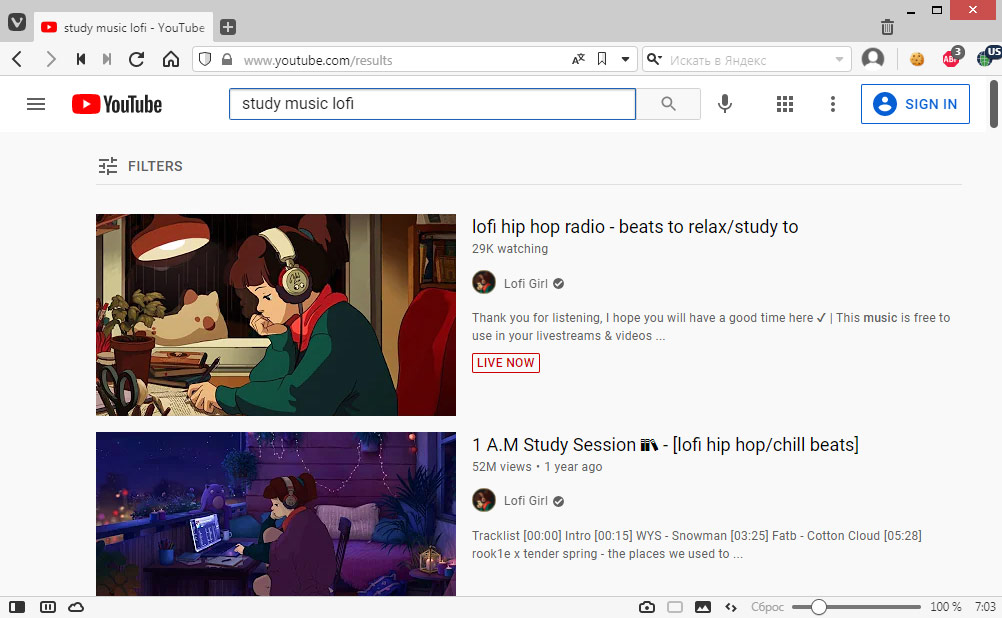 study music lofi - YouTube
www.youtube.com/results
Искать в Яндекс
ABP
3
US
YouTube
study music lofi
SIGN IN
FILTERS
lofi hip hop radio - beats to relax/study to
29K watching
Lofi Girl
Thank you for listening, I hope you will have a good time here ✓ | This music is free to
use in your livestreams & videos ...
LIVE NOW
1 A.M Study Session 📚 - [lofi hip hop/chill beats]
52M views • 1 year ago
Lofi Girl
Tracklist [00:00] Intro [00:15] WYS - Snowman [03:25] Fatb - Cotton Cloud [05:28]
rook1e x tender spring - the places we used to ...
Сброс
100 %
7:03